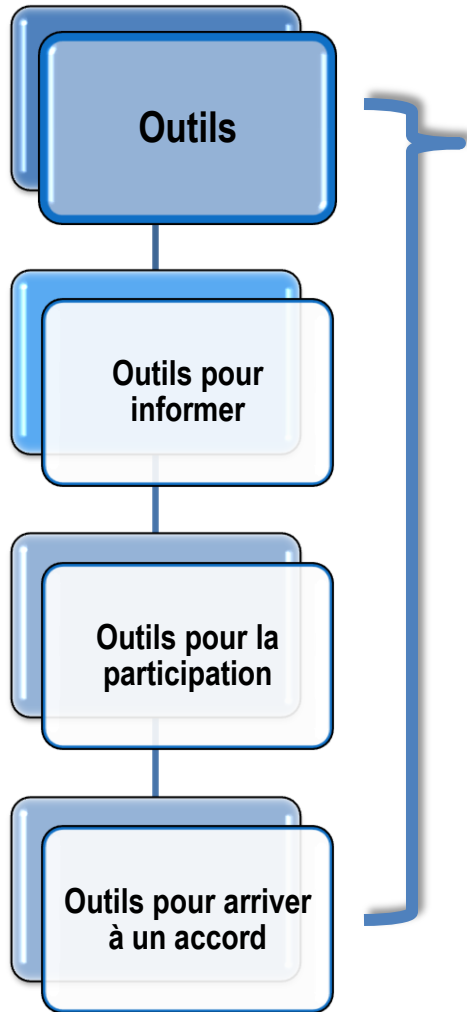 Outils
Outils pour
informer
Outils pour la
participation
Outils pour arriver
à un accord